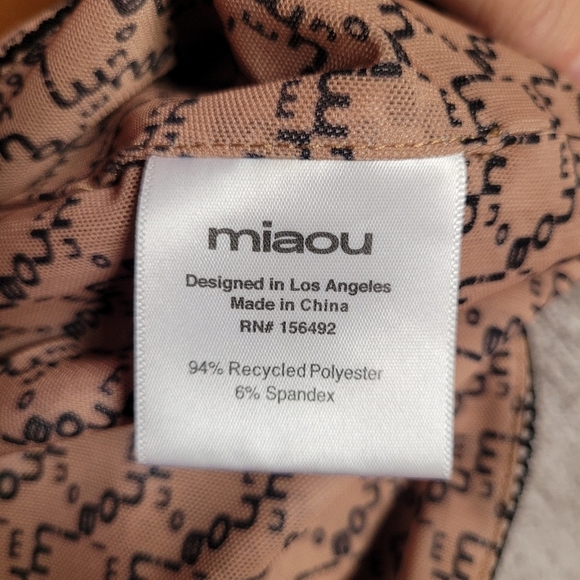 miaou
Designed in Los Angeles
Made in China
RN# 156492
94% Recycled Polyester
6% Spandex